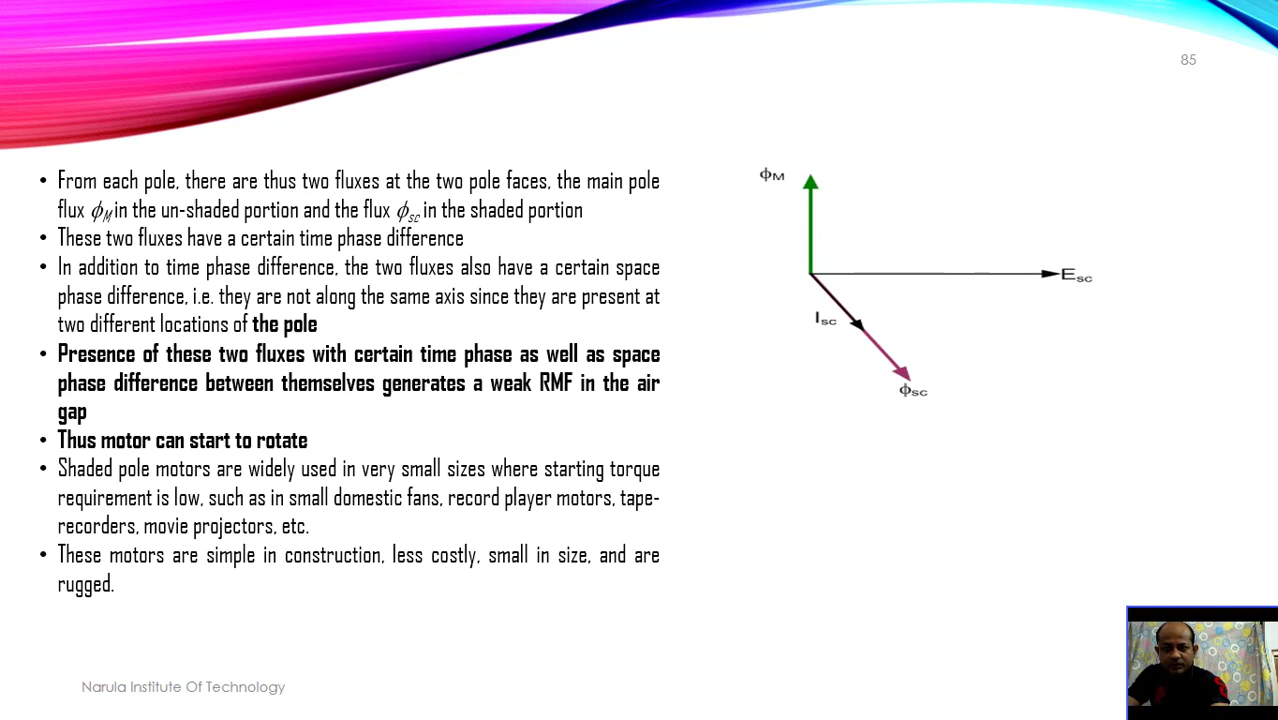 85
• From each pole, there are thus two fluxes at the two pole faces, the main pole
flux ϕM in the un-shaded portion and the flux ϕsc in the shaded portion
• These two fluxes have a certain time phase difference
• In addition to time phase difference, the two fluxes also have a certain space
phase difference, i.e. they are not along the same axis since they are present at
two different locations of the pole
• Presence of these two fluxes with certain time phase as well as space
phase difference between themselves generates a weak RMF in the air
gap
• Thus motor can start to rotate
• Shaded pole motors are widely used in very small sizes where starting torque
requirement is low, such as in small domestic fans, record player motors, tape-
recorders, movie projectors, etc.
• These motors are simple in construction, less costly, small in size, and are
rugged.
ϕM
Esc
Isc
ϕsc
Narula Institute Of Technology